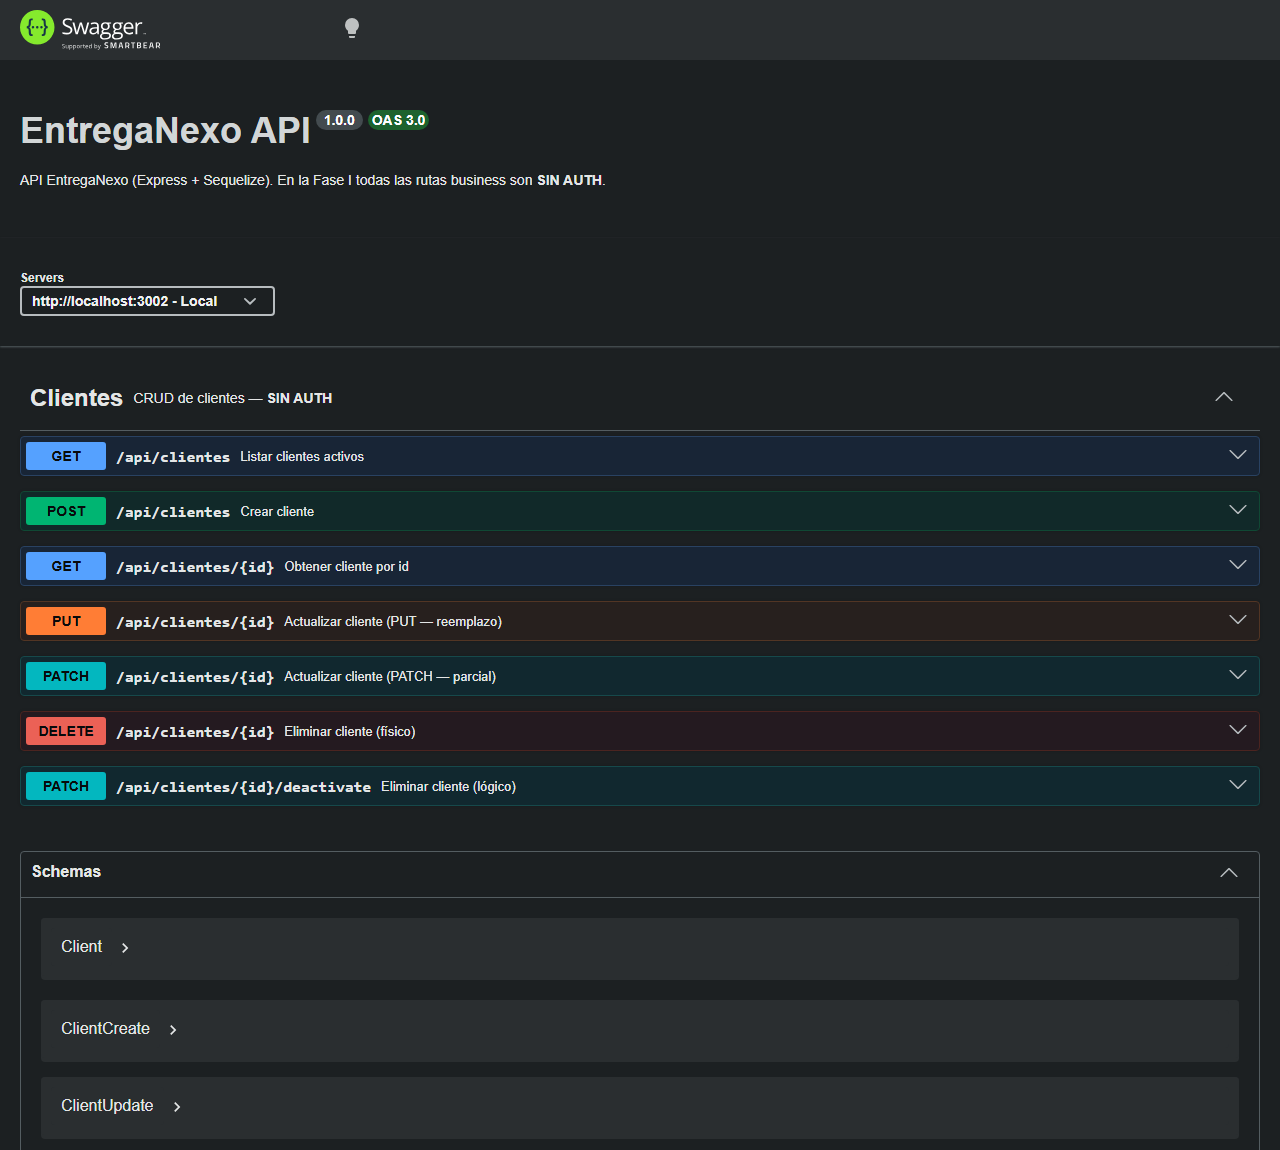 Swagger
Supported by SMARTBEAR
EntregaNexo API 1.0.0 OAS 3.0
API EntregaNexo (Express + Sequelize). En la Fase I todas las rutas business son SIN AUTH.
Servers
http://localhost:3002 - Local
Clientes CRUD de clientes — SIN AUTH
GET /api/clientes Listar clientes activos
POST /api/clientes Crear cliente
GET /api/clientes/{id} Obtener cliente por id
PUT /api/clientes/{id} Actualizar cliente (PUT — reemplazo)
PATCH /api/clientes/{id} Actualizar cliente (PATCH — parcial)
DELETE /api/clientes/{id} Eliminar cliente (físico)
PATCH /api/clientes/{id}/deactivate Eliminar cliente (lógico)
Schemas
Client
ClientCreate
ClientUpdate